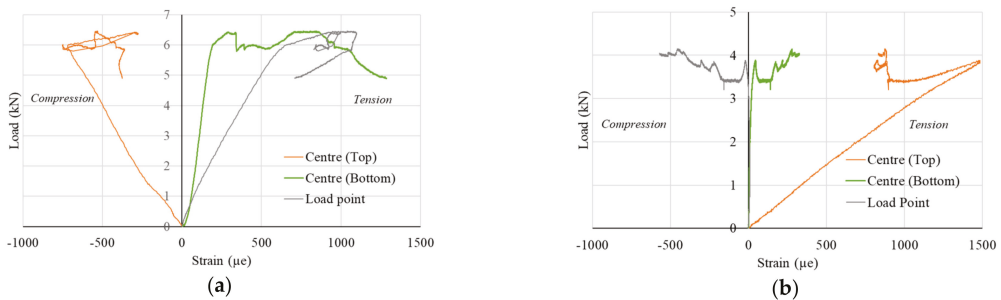 7
6
5
4
3
2
1
0
Load (kN)
Compression
Tension
Centre (Top)
Centre (Bottom)
Load point
-1000 -500 0 500 1000 1500
Strain (µe)
(a)
5
4
3
2
1
0
Load (kN)
Compression
Tension
Centre (Top)
Centre (Bottom)
Load Point
-1000 -500 0 500 1000 1500
Strain (µe)
(b)